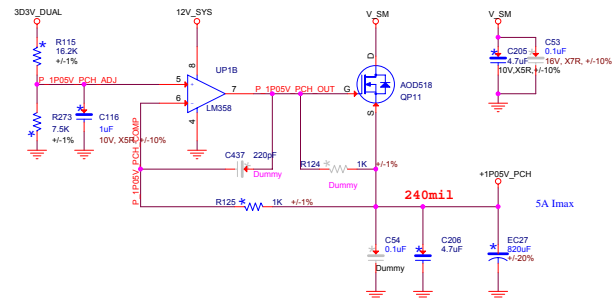 3D3V_DUAL
12V_SYS
V_SM
V_SM
R115
16.2K
+/-1%
8
D
C205
4.7uF
10V,X5R,+/-10%
C53
0.1uF
16V, X7R, +/-10%
UP1B
AOD518
QP11
P_1P05V_PCH_ADJ
5
+
6
-
7
P_1P05V_PCH_OUT
G
LM358
S
4
R273
7.5K
+/-1%
C116
1uF
10V, X5R, +/-10%
P_1P05V_PCH_COMP
C437
220pF
Dummy
R124
1K
+/-1%
Dummy
R125
1K
+/-1%
240mil
+1P05V_PCH
5A Imax
C54
0.1uF
Dummy
C206
4.7uF
EC27
820uF
+/-20%